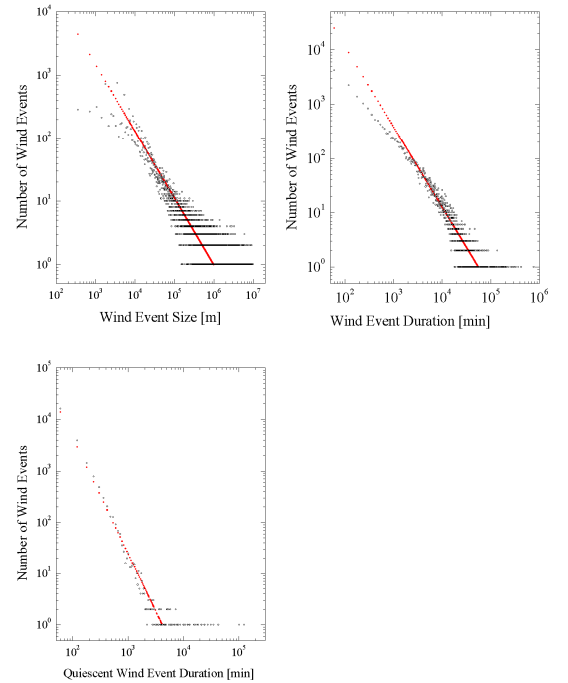 10^4
10^3
10^2
10^1
10^0
Number of Wind Events
10^2 10^3 10^4 10^5 10^6 10^7
Wind Event Size [m]
10^4
10^3
10^2
10^1
10^0
Number of Wind Events
10^2 10^3 10^4 10^5 10^6
Wind Event Duration [min]
10^5
10^4
10^3
10^2
10^1
10^0
Number of Wind Events
10^2 10^3 10^4 10^5
Quiescent Wind Event Duration [min]